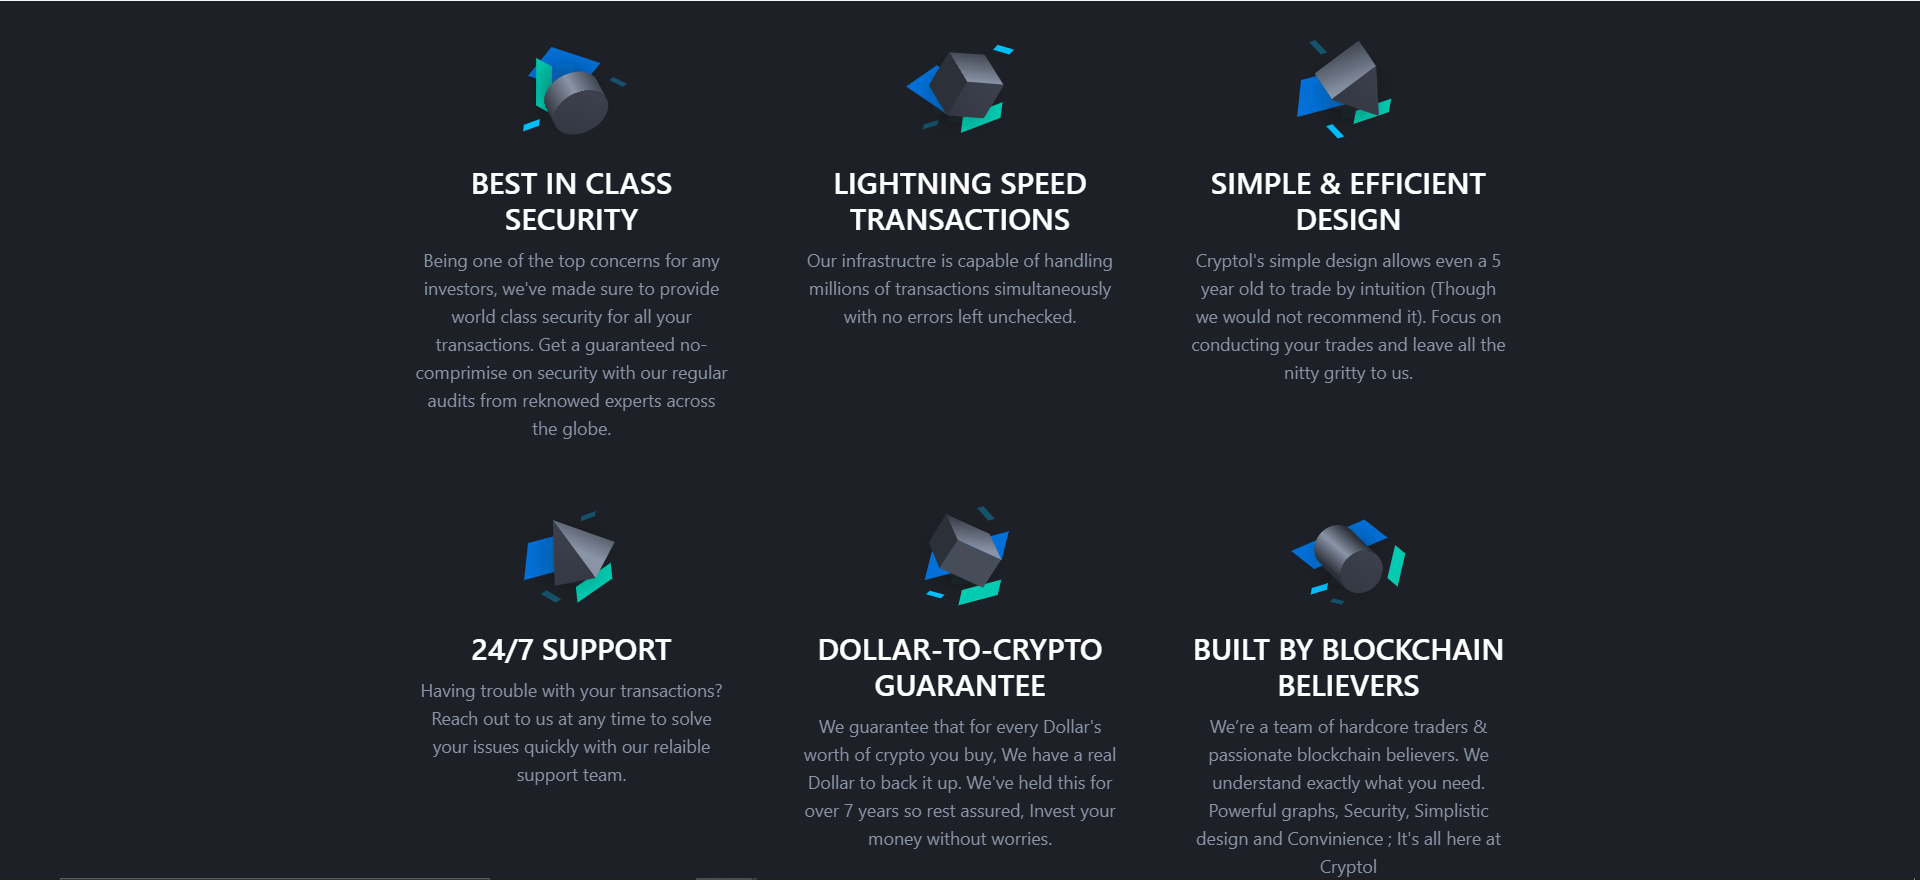 BEST IN CLASS
SECURITY
Being one of the top concerns for any
investors, we've made sure to provide
world class security for all your
transactions. Get a guaranteed no-
comprimise on security with our regular
audits from reknowed experts across
the globe.
LIGHTNING SPEED
TRANSACTIONS
Our infrastructre is capable of handling
millions of transactions simultaneously
with no errors left unchecked.
SIMPLE & EFFICIENT
DESIGN
Cryptol's simple design allows even a 5
year old to trade by intuition (Though
we would not recommend it). Focus on
conducting your trades and leave all the
nitty gritty to us.
24/7 SUPPORT
Having trouble with your transactions?
Reach out to us at any time to solve
your issues quickly with our relaible
support team.
DOLLAR-TO-CRYPTO
GUARANTEE
We guarantee that for every Dollar's
worth of crypto you buy, We have a real
Dollar to back it up. We've held this for
over 7 years so rest assured, Invest your
money without worries.
BUILT BY BLOCKCHAIN
BELIEVERS
We’re a team of hardcore traders &
passionate blockchain believers. We
understand exactly what you need.
Powerful graphs, Security, Simplistic
design and Convinience ; It's all here at
Cryptol